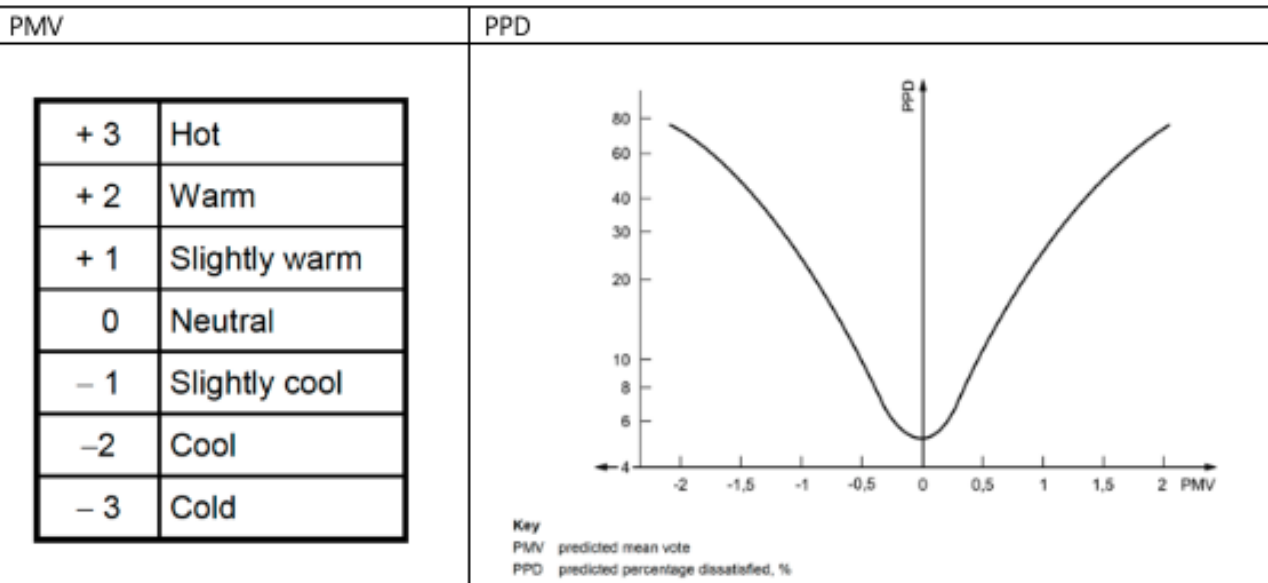 PMV
PPD
+ 3 Hot
+ 2 Warm
+ 1 Slightly warm
0 Neutral
– 1 Slightly cool
–2 Cool
– 3 Cold
PPD
80
60
40
30
20
10
8
6
4
-2 -1,5 -1 -0,5 0 0,5 1 1,5 2 PMV
Key
PMV predicted mean vote
PPD predicted percentage dissatisfied, %